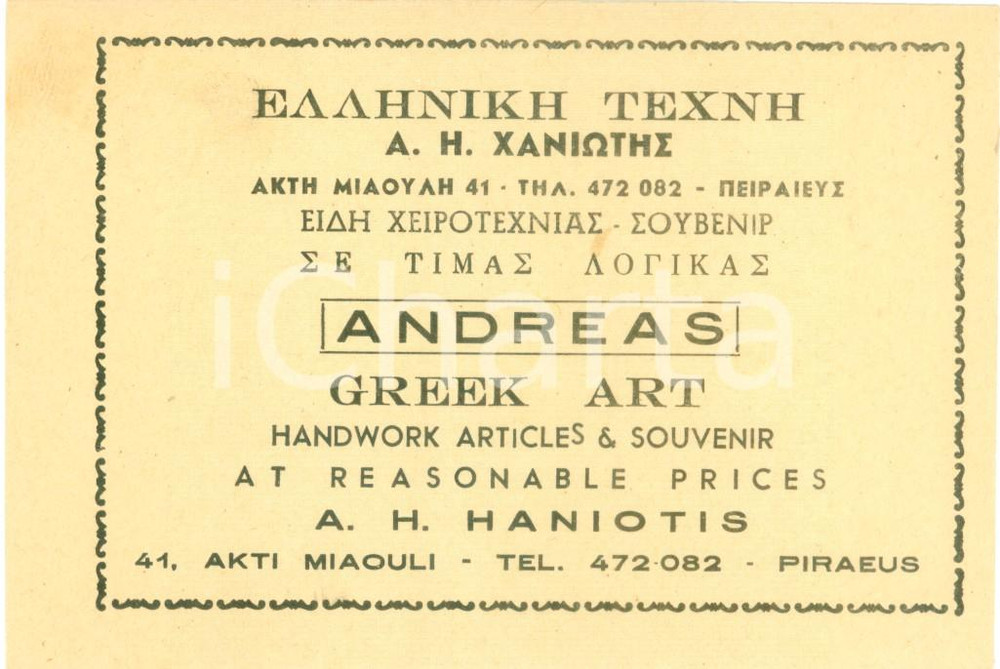 ΕΛΛΗΝΙΚΗ ΤΕΧΝΗ
Α. Η. ΧΑΝΙΩΤΗΣ
ΑΚΤΗ ΜΙΑΟΥΛΗ 41 · ΤΗΛ. 472 082 - ΠΕΙΡΑΙΕΥΣ
ΕΙΔΗ ΧΕΙΡΟΤΕΧΝΙΑΣ - ΣΟΥΒΕΝΙΡ
ΣΕ ΤΙΜΑΣ ΛΟΓΙΚΑΣ
iCharta
ANDREAS
GREEK ART
HANDWORK ARTICLES & SOUVENIR
AT REASONABLE PRICES
A. H. HANIOTIS
41, AKTI MIAOULI - TEL. 472-082 - PIRAEUS